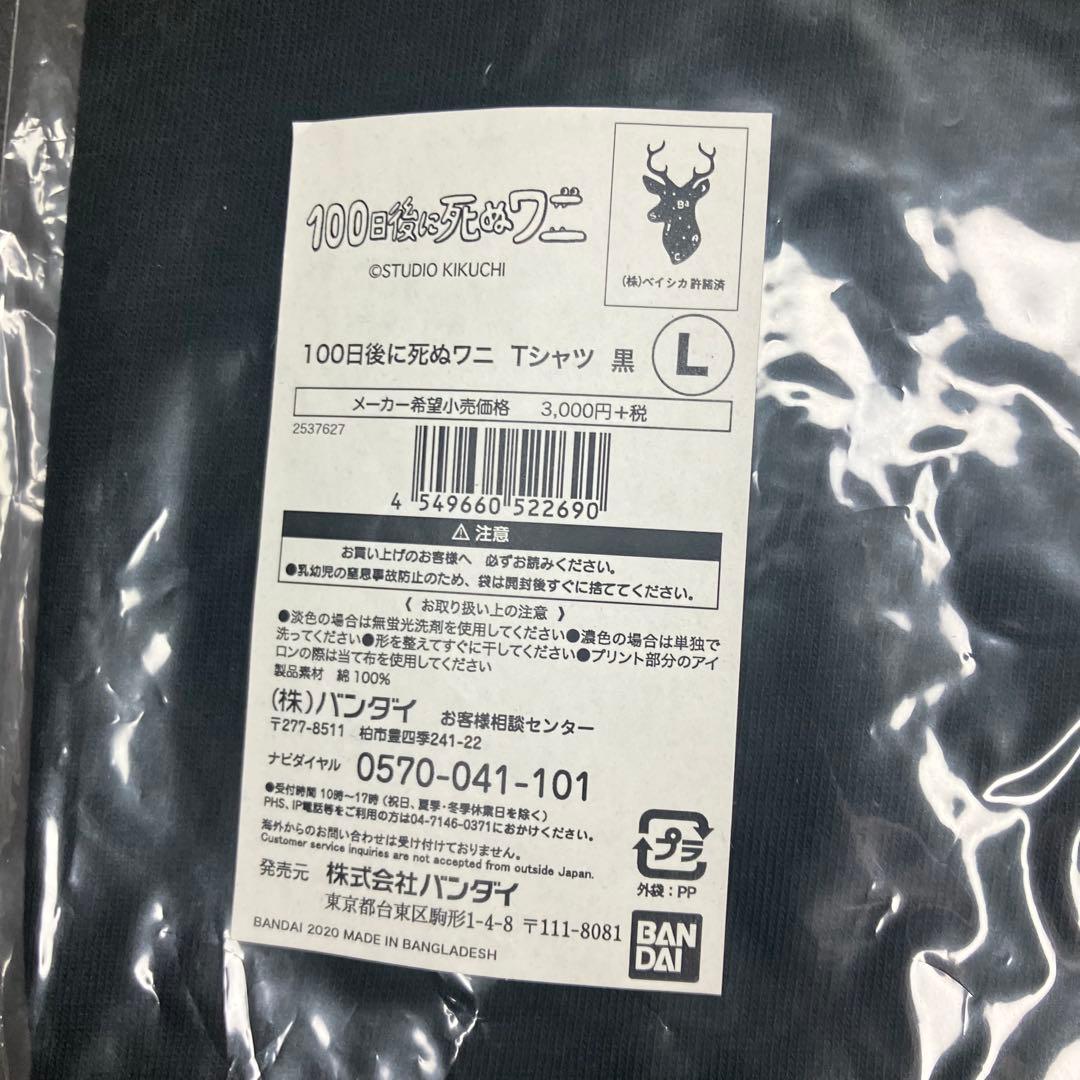 100日後に死ぬワニ
©STUDIO KIKUCHI
Ba
I
A
C
(株)ベイシカ許諾済
100日後に死ぬワニ Tシャツ 黒 L
メーカー希望小売価格 3,000円+税
2537627
4 549660 522690
⚠注意
お買い上げのお客様へ 必ずお読みください。
●乳幼児の窒息事故防止のため、袋は開封後すぐに捨ててください。
《 お取り扱い上の注意 》
●淡色の場合は無蛍光洗剤を使用してください●濃色の場合は単独で
洗ってください●形を整えてすぐに干してください●プリント部分のアイ
ロンの際は当て布を使用してください
製品素材 綿100%
(株)バンダイ お客様相談センター
〒277-8511 柏市豊四季241-22
ナビダイヤル 0570-041-101
●受付時間 10時〜17時(祝日、夏季・冬季休業日を除く)
PHS、IP電話等をご利用の方は04-7146-0371におかけください。
海外からのお問い合わせは受け付けておりません。
Customer service inquiries are not accepted from outside Japan.
発売元 株式会社バンダイ
東京都台東区駒形1-4-8 〒111-8081
BANDAI 2020 MADE IN BANGLADESH
プラ
外袋:PP
BAN
DAI